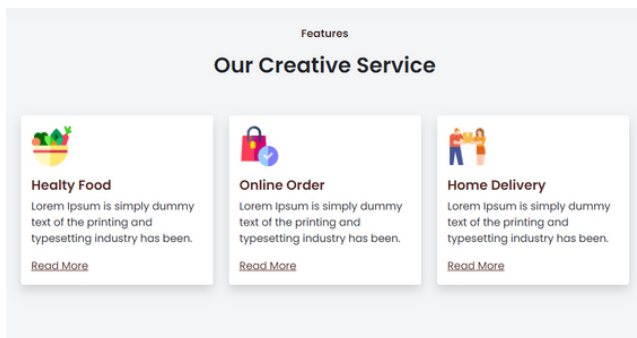 Features
Our Creative Service
Healty Food
Lorem Ipsum is simply dummy
text of the printing and
typesetting industry has been.
Read More
Online Order
Lorem Ipsum is simply dummy
text of the printing and
typesetting industry has been.
Read More
Home Delivery
Lorem Ipsum is simply dummy
text of the printing and
typesetting industry has been.
Read More